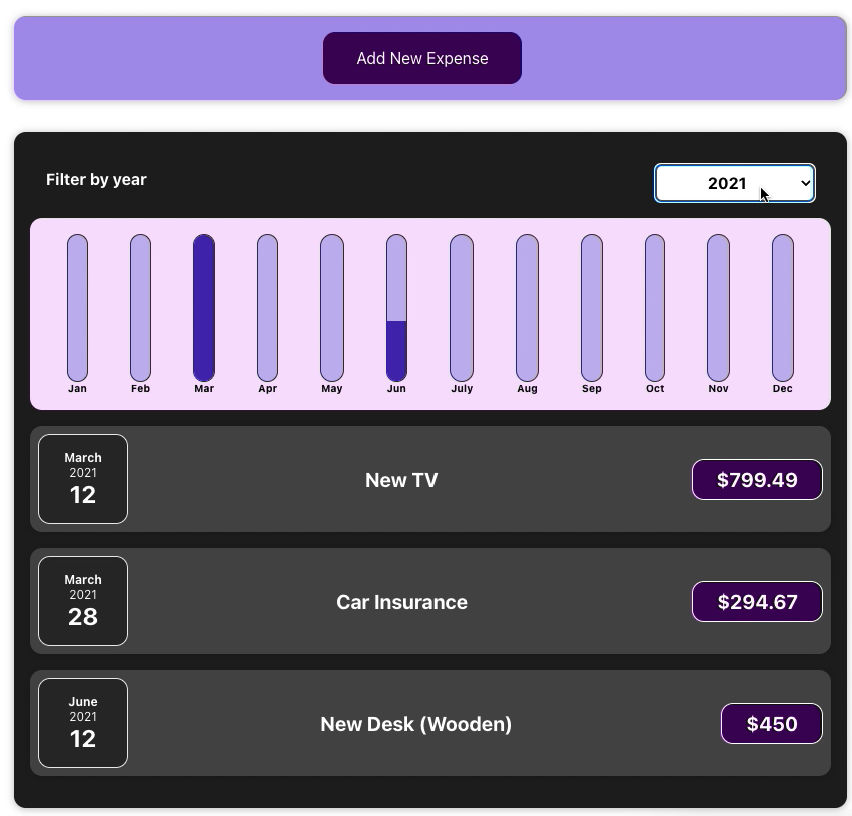 Add New Expense
Filter by year
2021
Jan Feb Mar Apr May Jun July Aug Sep Oct Nov Dec
March
2021
12
New TV
$799.49
March
2021
28
Car Insurance
$294.67
June
2021
12
New Desk (Wooden)
$450